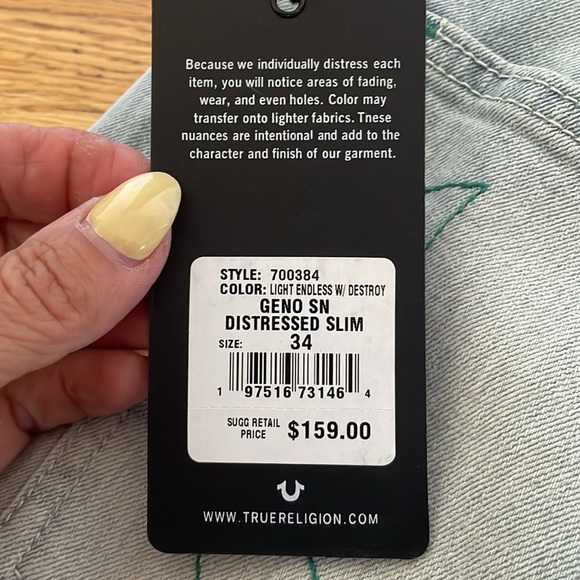 Because we individually distress each
item, you will notice areas of fading,
wear, and even holes. Color may
transfer onto lighter fabrics. These
nuances are intentional and add to the
character and finish of our garment.
STYLE: 700384
COLOR: LIGHT ENDLESS W/ DESTROY
GENO SN
DISTRESSED SLIM
SIZE: 34
1 97516 73146 4
SUGG RETAIL
PRICE $159.00
WWW.TRUERELIGION.COM